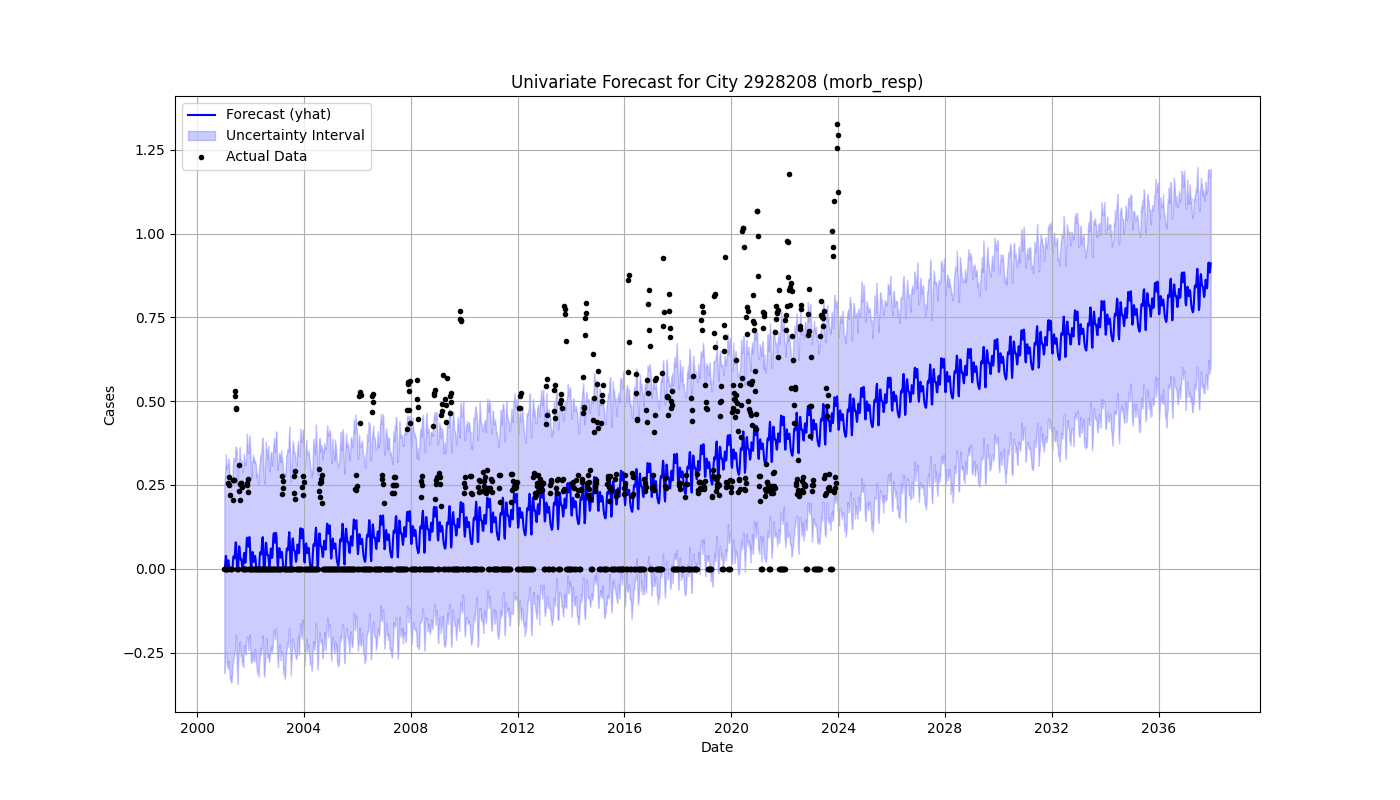 Univariate Forecast for City 2928208 (morb_resp)
Forecast (yhat)
Uncertainty Interval
Actual Data
1.25
1.00
0.75
0.50
0.25
0.00
−0.25
Cases
2000 2004 2008 2012 2016 2020 2024 2028 2032 2036
Date